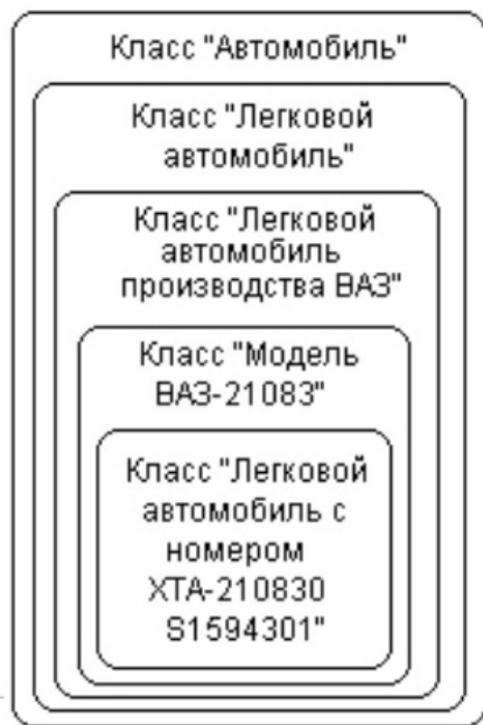 Класс "Автомобиль"
Класс "Легковой
автомобиль"
Класс "Легковой
автомобиль
производства ВАЗ"
Класс "Модель
ВАЗ-21083"
Класс "Легковой
автомобиль с
номером
XTA-210830
S1594301"